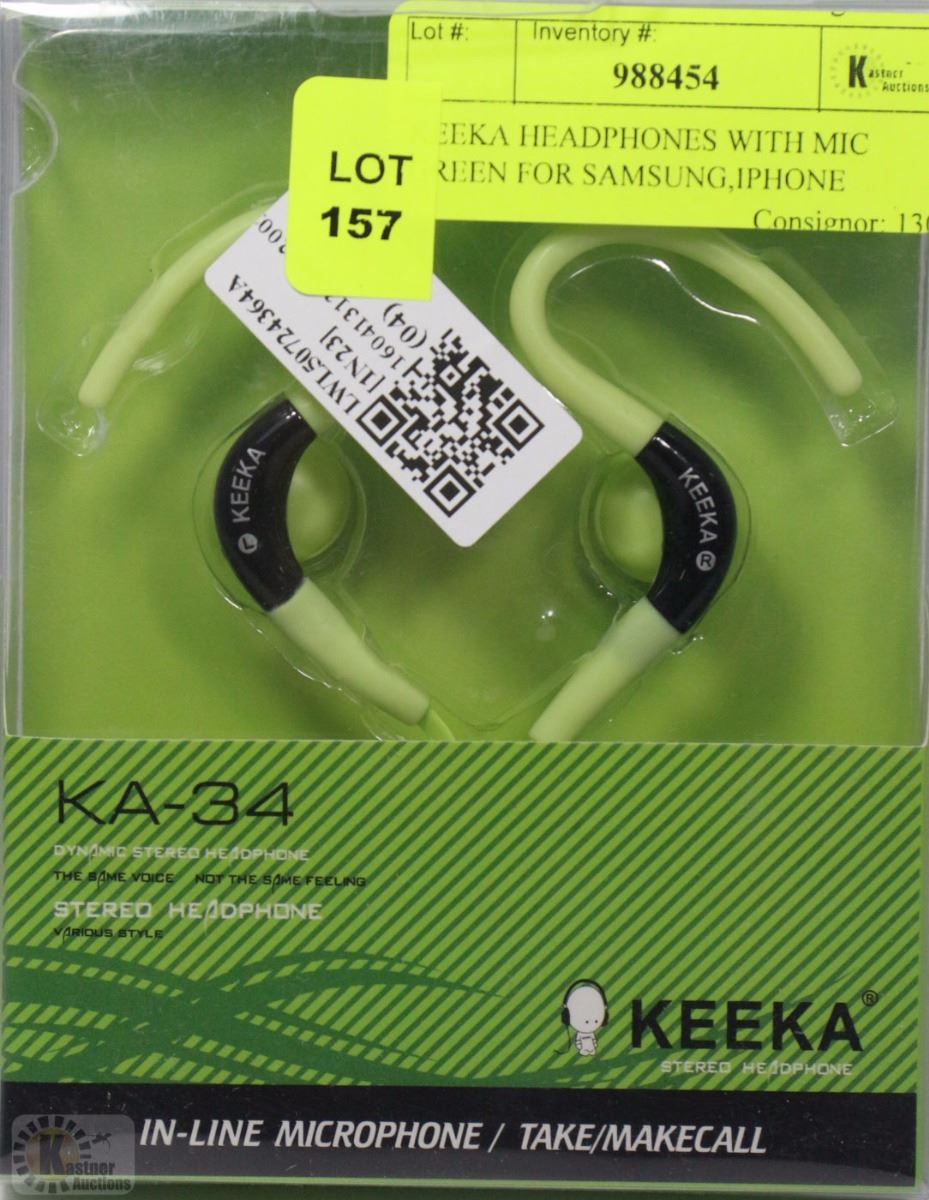 Lot #:
Inventory #:
988454
Kastner
Auctions
LOT
157
EEKA HEADPHONES WITH MIC
REEN FOR SAMSUNG,IPHONE
Consignor: 130
LWL50724364A
[IN23]
(04)
L KEEKA
KEEKA R
KA-34
DYNAMIC STEREO HEADPHONE
THE SAME VOICE NOT THE SAME FEELING
STEREO HEADPHONE
VARIOUS STYLE
KEEKA®
STEREO HEADPHONE
IN-LINE MICROPHONE / TAKE/MAKECALL
Kastner
Auctions